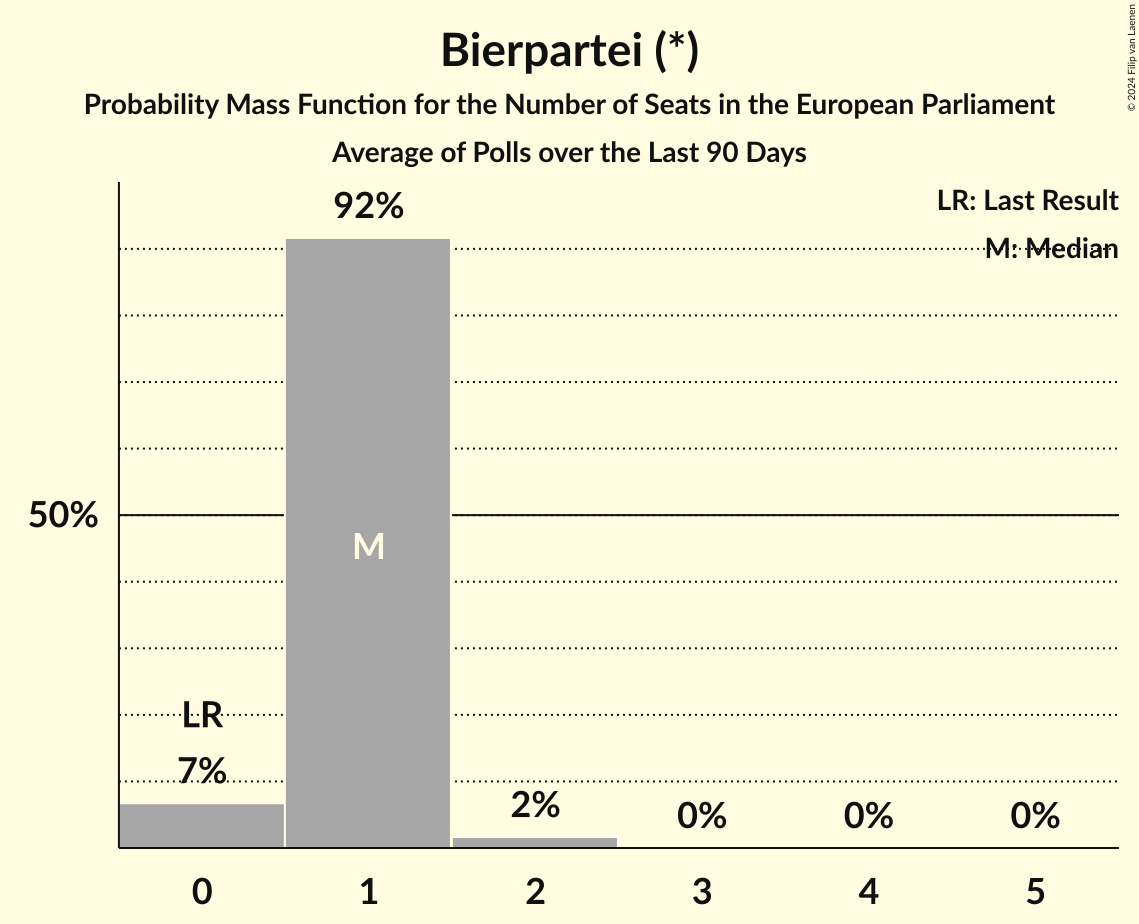 Bierpartei (*)
Probability Mass Function for the Number of Seats in the European Parliament
Average of Polls over the Last 90 Days
© 2024 Filip van Laenen
LR: Last Result
M: Median
92%
50%
M
LR
7%
2%
0%
0%
0%
0
1
2
3
4
5